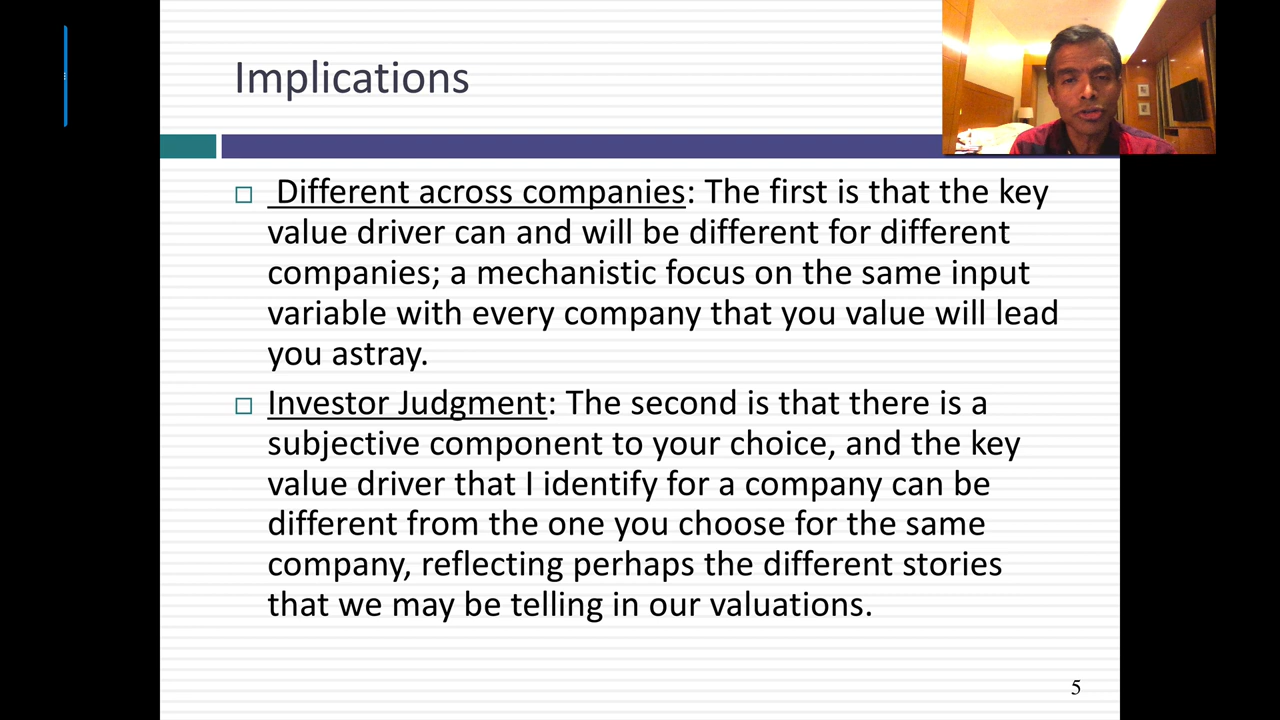 Implications
Different across companies: The first is that the key
value driver can and will be different for different
companies; a mechanistic focus on the same input
variable with every company that you value will lead
you astray.
Investor Judgment: The second is that there is a
subjective component to your choice, and the key
value driver that I identify for a company can be
different from the one you choose for the same
company, reflecting perhaps the different stories
that we may be telling in our valuations.
5